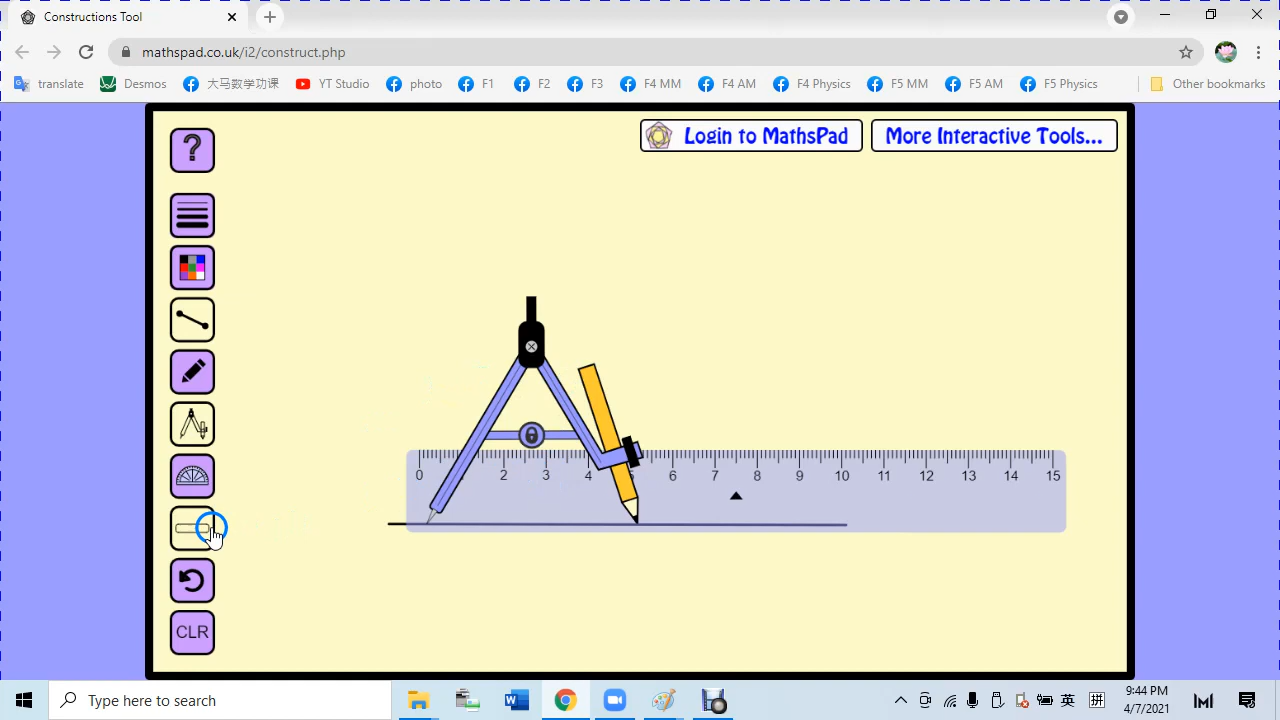 Constructions Tool
mathspad.co.uk/i2/construct.php
translate Desmos 大马数学功课 YT Studio photo F1 F2 F3 F4 MM F4 AM F4 Physics F5 MM F5 AM F5 Physics Other bookmarks
?
Login to MathsPad More Interactive Tools...
0 2 3 5 6 7 8 9 10 11 12 13 14 15
CLR
Type here to search
英 拼
9:44 PM
4/7/2021